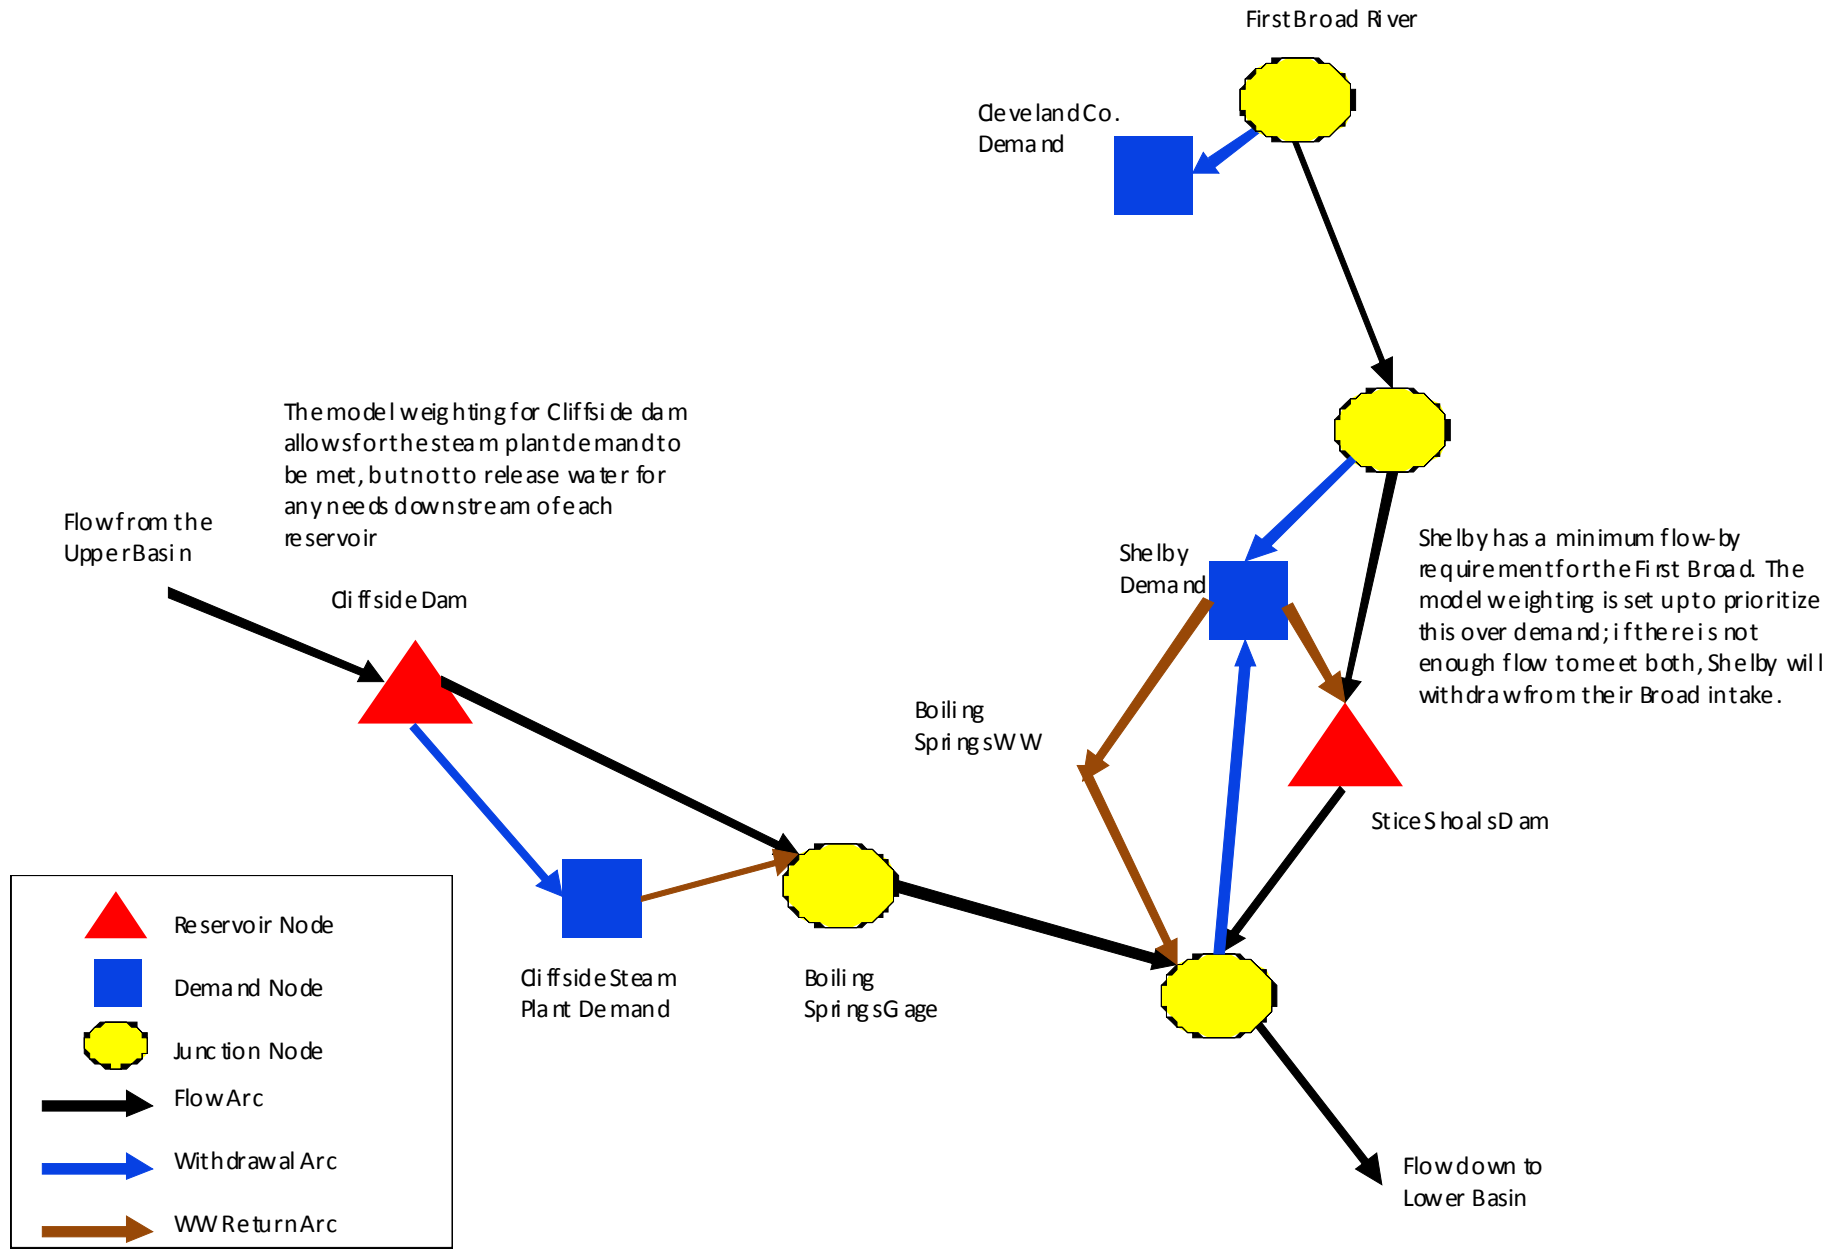 First Broad River
Cleveland Co.
Demand
The model weighting for Cliffside dam
allows for the steam plant demand to
be met, but not to release water for
any needs downstream of each
reservoir
Flow from the
Upper Basin
Cliffside Dam
Shelby
Demand
Shelby has a minimum flow-by
requirement for the First Broad. The
model weighting is set up to prioritize
this over demand; if there is not
enough flow to meet both, Shelby will
withdraw from their Broad intake.
Boiling
Springs WW
Stice Shoals Dam
Cliffside Steam
Plant Demand
Boiling
Springs Gage
Reservoir Node
Demand Node
Junction Node
Flow Arc
Withdrawal Arc
WW Return Arc
Flow down to
Lower Basin